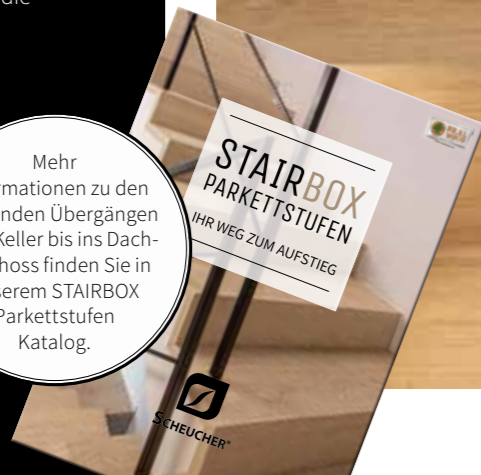 die
Mehr
rmationen zu den
nden Übergängen
Keller bis ins Dach-
hoss finden Sie in
serem STAIRBOX
Parkettstufen
Katalog.
STAIRBOX
PARKETTSTUFEN
IHR WEG ZUM AUFSTIEG
SCHEUCHER®